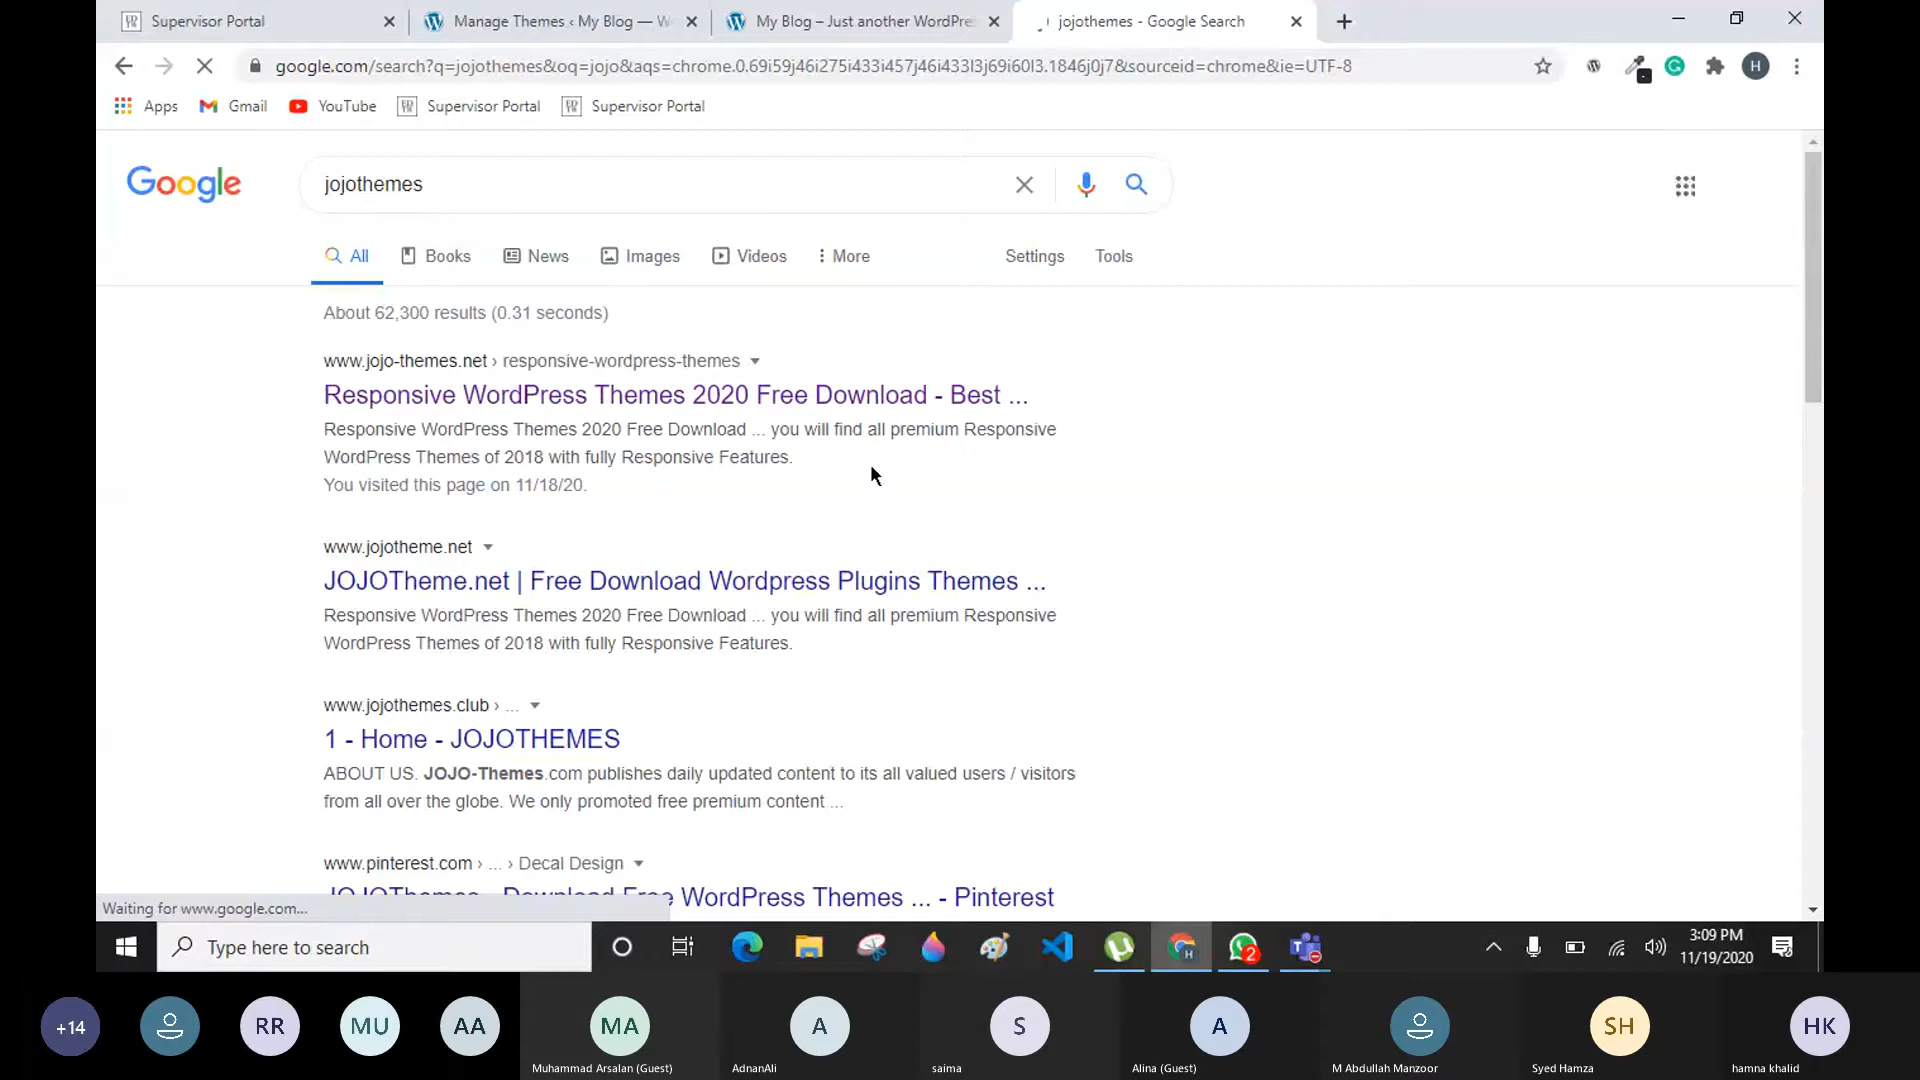 Supervisor Portal
Manage Themes ‹ My Blog — W
My Blog – Just another WordPre
jojothemes - Google Search
google.com/search?q=jojothemes&oq=jojo&aqs=chrome.0.69i59j46i275i433i457j46i433l3j69i60l3.1846j0j7&sourceid=chrome&ie=UTF-8
H
Apps
Gmail
YouTube
Supervisor Portal
Supervisor Portal
Google
jojothemes
All
Books
News
Images
Videos
More
Settings
Tools
About 62,300 results (0.31 seconds)
www.jojo-themes.net › responsive-wordpress-themes
Responsive WordPress Themes 2020 Free Download - Best ...
Responsive WordPress Themes 2020 Free Download ... you will find all premium Responsive
WordPress Themes of 2018 with fully Responsive Features.
You visited this page on 11/18/20.
www.jojotheme.net
JOJOTheme.net | Free Download Wordpress Plugins Themes ...
Responsive WordPress Themes 2020 Free Download ... you will find all premium Responsive
WordPress Themes of 2018 with fully Responsive Features.
www.jojothemes.club › ...
1 - Home - JOJOTHEMES
ABOUT US. JOJO-Themes.com publishes daily updated content to its all valued users / visitors
from all over the globe. We only promoted free premium content ...
www.pinterest.com › ... › Decal Design
JOJOThemes - Download Free WordPress Themes ... - Pinterest
Waiting for www.google.com...
Type here to search
2
3:09 PM
11/19/2020
+14
RR
MU
AA
MA
A
S
A
SH
HK
Muhammad Arsalan (Guest)
AdnanAli
saima
Alina (Guest)
M Abdullah Manzoor
Syed Hamza
hamna khalid